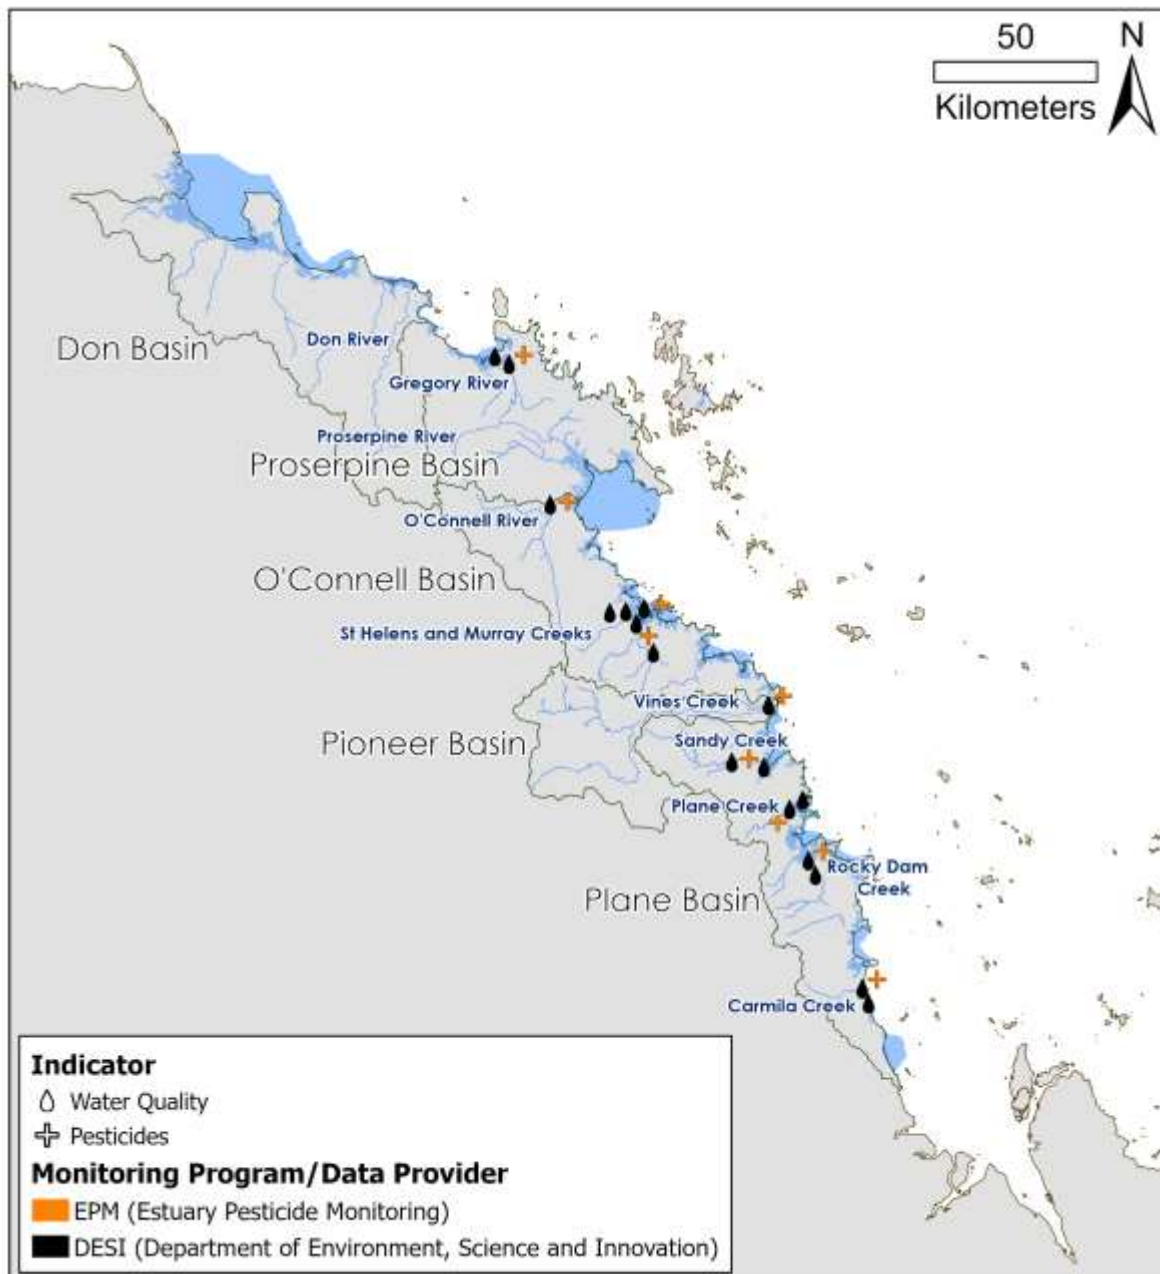 50
N
Kilometers
Don River
Don Basin
Gregory River
Proserpine River
Proserpine Basin
O'Connell River
O'Connell Basin
St Helens and Murray Creeks
Vines Creek
Pioneer Basin
Sandy Creek
Plane Creek
Rocky Dam
Creek
Plane Basin
Carmila Creek
Indicator
Water Quality
Pesticides
Monitoring Program/Data Provider
EPM (Estuary Pesticide Monitoring)
DESI (Department of Environment, Science and Innovation)